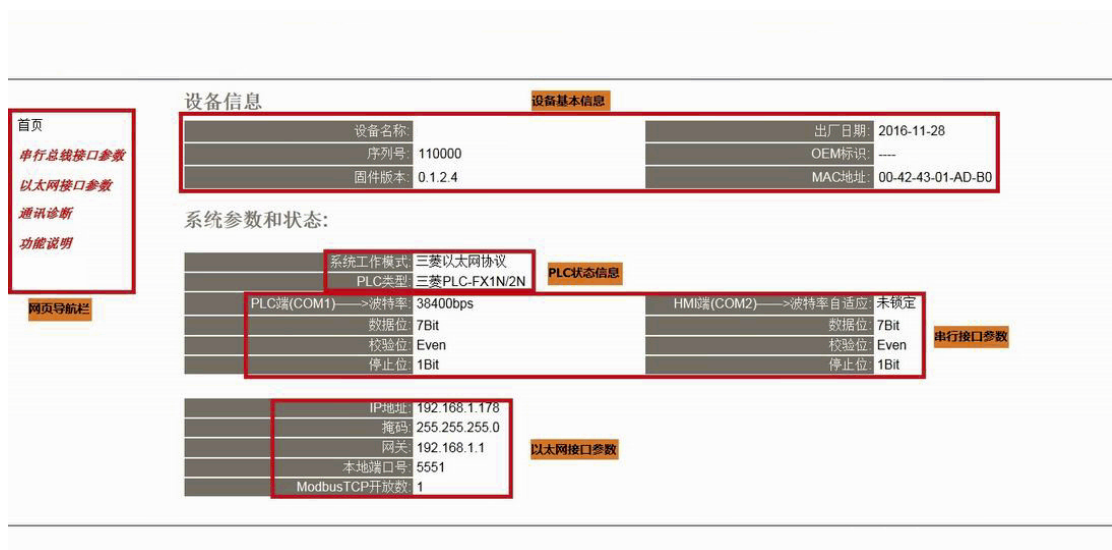 设备信息
设备基本信息
首页
串行总线接口参数
以太网接口参数
通讯诊断
功能说明
网页导航栏
设备名称: 出厂日期: 2016-11-28
序列号: 110000 OEM标识: ----
固件版本: 0.1.2.4 MAC地址: 00-42-43-01-AD-B0
系统参数和状态:
系统工作模式: 三菱以太网协议
PLC类型: 三菱PLC-FX1N/2N
PLC状态信息
PLC端(COM1)——>波特率: 38400bps HMI端(COM2)——>波特率自适应: 未锁定
数据位: 7Bit 数据位: 7Bit
校验位: Even 校验位: Even
停止位: 1Bit 停止位: 1Bit
串行接口参数
IP地址: 192.168.1.178
掩码: 255.255.255.0
网关: 192.168.1.1
本地端口号: 5551
ModbusTCP开放数: 1
以太网接口参数